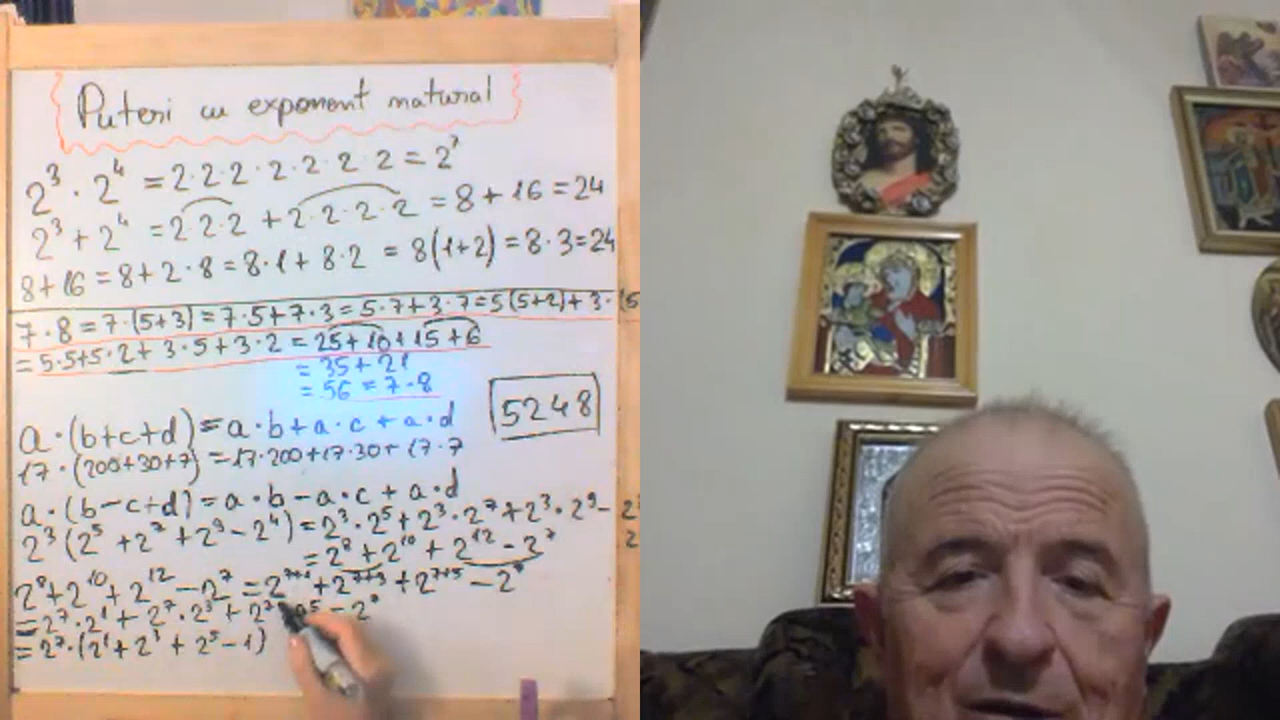 Puteri cu exponent natural
2³ · 2⁴ = 2·2·2·2·2·2·2 = 2⁷
2³ + 2⁴ = 2·2·2 + 2·2·2·2 = 8 + 16 = 24
8 + 16 = 8 + 2·8 = 8·1 + 8·2 = 8(1+2) = 8·3 = 24
7·8 = 7·(5+3) = 7·5 + 7·3 = 5·7 + 3·7 = 5(5+2) + 3·(5
= 5·5 + 5·2 + 3·5 + 3·2 = 25 + 10 + 15 + 6
= 35 + 21
= 56 = 7·8
5248
a·(b+c+d) = a·b + a·c + a·d
17·(200+30+7) = 17·200 + 17·30 + 17·7
a·(b-c+d) = a·b - a·c + a·d
2³(2⁵ + 2⁷ + 2⁹ - 2⁴) = 2³·2⁵ + 2³·2⁷ + 2³·2⁹ -
= 2⁸ + 2¹⁰ + 2¹² - 2⁷
2⁸ + 2¹⁰ + 2¹² - 2⁷ = 2⁷⁺¹ + 2⁷⁺³ + 2⁷⁺⁵ - 2⁷
= 2⁷·2¹ + 2⁷·2³ + 2⁷ - 2⁷
= 2⁷·(2¹ + 2³ + 2⁵ - 1)